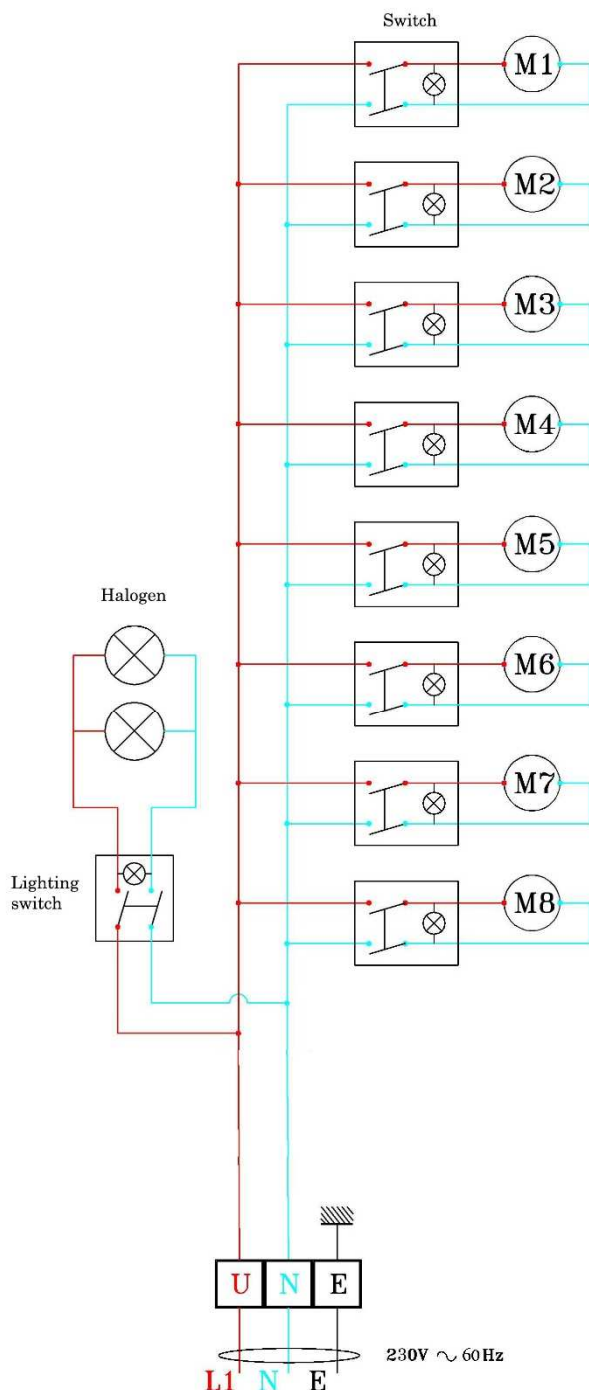 Switch
M1
M2
M3
M4
M5
Halogen
M6
M7
Lighting
switch
M8
U N E
230V ~ 60Hz
L1 N E